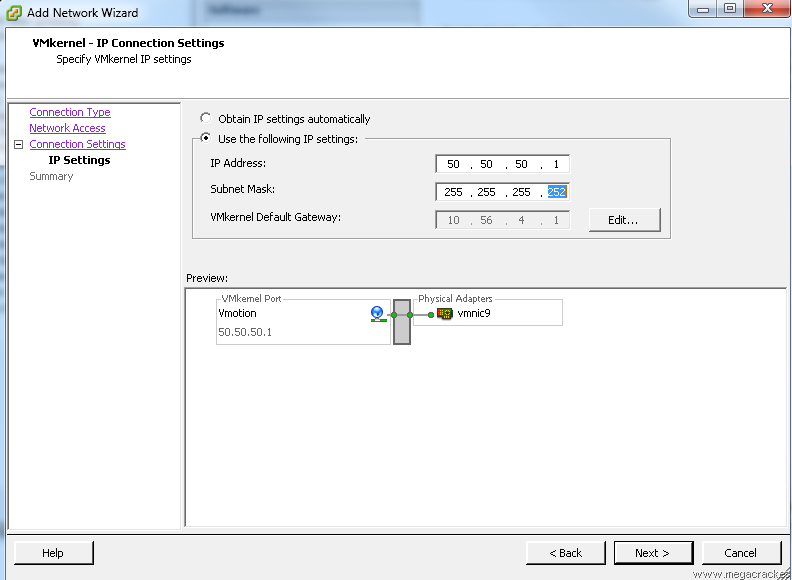 Add Network Wizard
Software
VMkernel - IP Connection Settings
Specify VMkernel IP settings
Connection Type
Network Access
Connection Settings
IP Settings
Summary
Obtain IP settings automatically
Use the following IP settings:
IP Address: 50 . 50 . 50 . 1
Subnet Mask: 255 . 255 . 255 . 252
VMkernel Default Gateway: 10 . 56 . 4 . 1 Edit...
Preview:
VMkernel Port
Vmotion
50.50.50.1
Physical Adapters
vmnic9
Help < Back Next > Cancel
www.megacrack.es